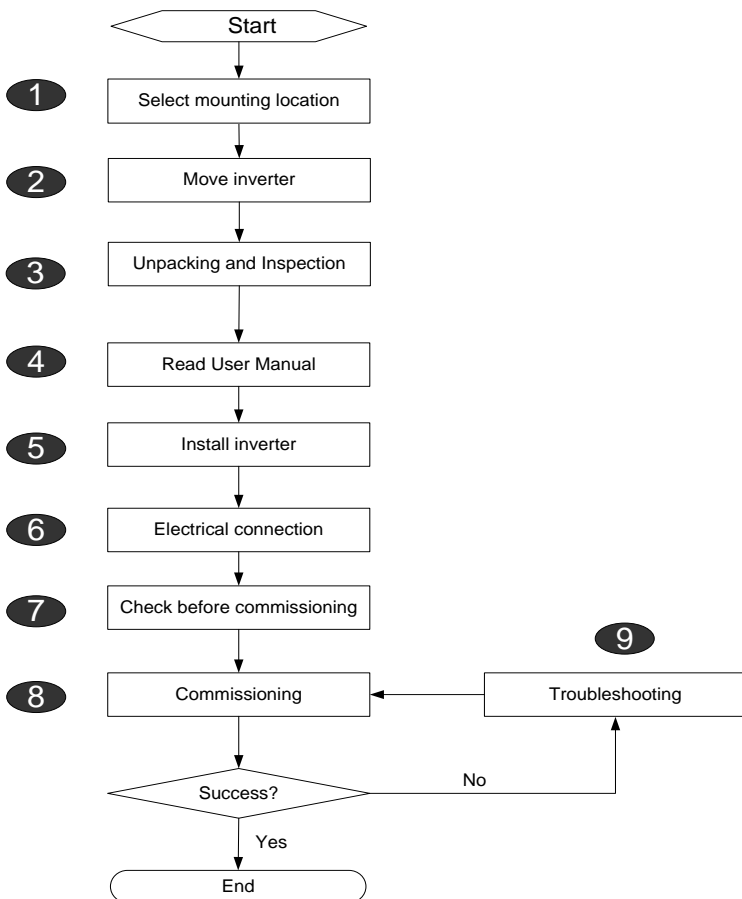 Start
1
Select mounting location
2
Move inverter
3
Unpacking and Inspection
4
Read User Manual
5
Install inverter
6
Electrical connection
7
Check before commissioning
9
8
Commissioning
Troubleshooting
Success?
No
Yes
End